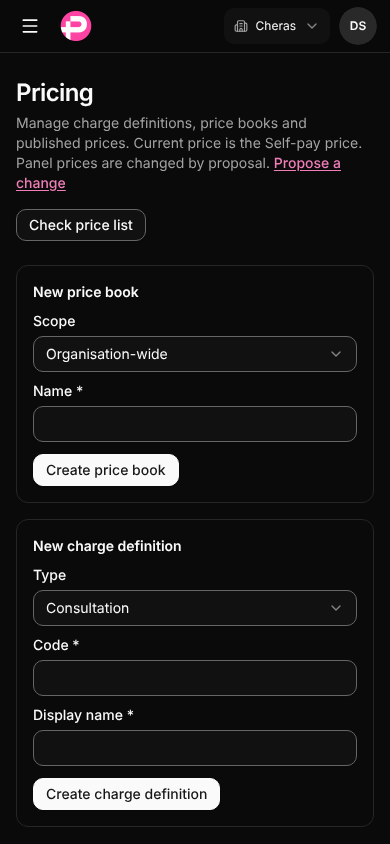 Cheras
DS
Pricing
Manage charge definitions, price books and
published prices. Current price is the Self-pay price.
Panel prices are changed by proposal. Propose a
change
Check price list
New price book
Scope
Organisation-wide
Name *
Create price book
New charge definition
Type
Consultation
Code *
Display name *
Create charge definition